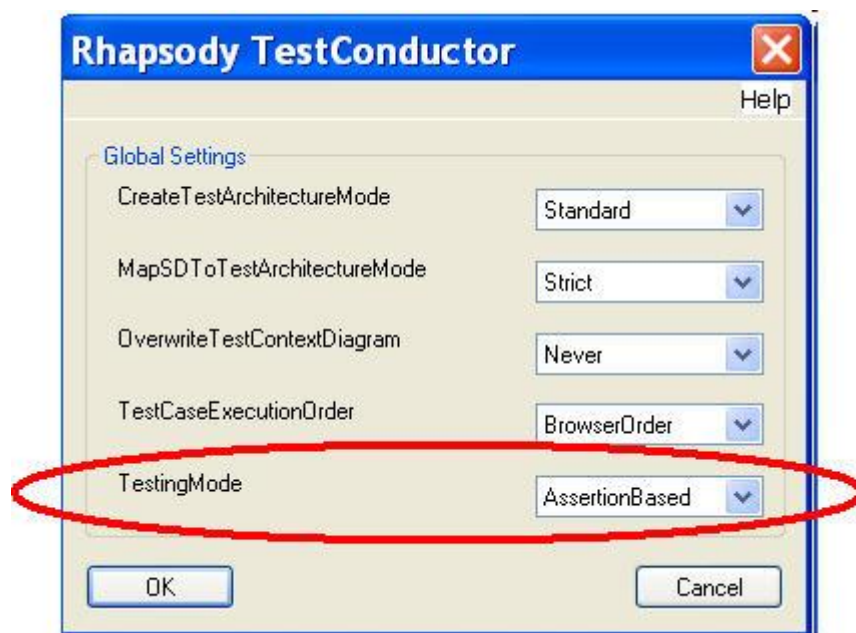 Rhapsody TestConductor
Help
Global Settings
CreateTestArchitectureMode
Standard
MapSDToTestArchitectureMode
Strict
OverwriteTestContextDiagram
Never
TestCaseExecutionOrder
BrowserOrder
TestingMode
AssertionBased
OK
Cancel